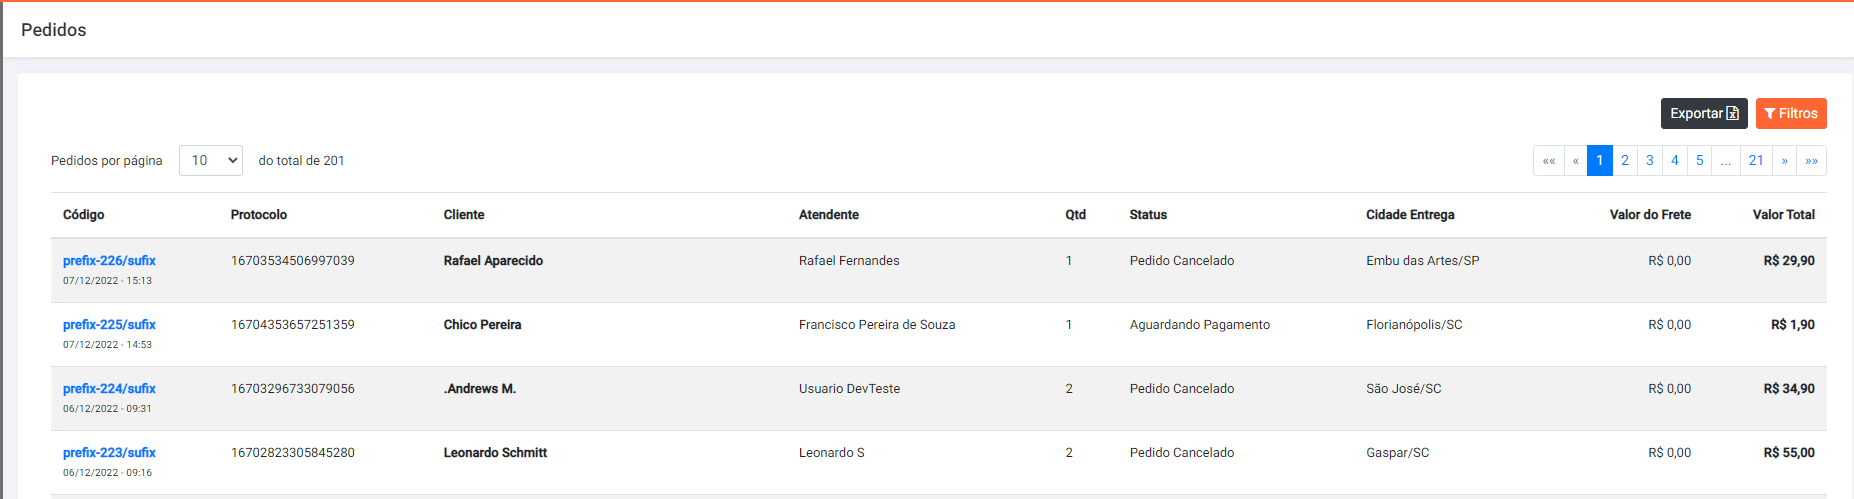 Pedidos
Exportar Filtros
Pedidos por página 10 do total de 201 «« « 1 2 3 4 5 ... 21 » »»
Código Protocolo Cliente Atendente Qtd Status Cidade Entrega Valor do Frete Valor Total
prefix-226/sufix 16703534506997039 Rafael Aparecido Rafael Fernandes 1 Pedido Cancelado Embu das Artes/SP R$ 0,00 R$ 29,90
07/12/2022 - 15:13
prefix-225/sufix 16704353657251359 Chico Pereira Francisco Pereira de Souza 1 Aguardando Pagamento Florianópolis/SC R$ 0,00 R$ 1,90
07/12/2022 - 14:53
prefix-224/sufix 16703296733079056 .Andrews M. Usuario DevTeste 2 Pedido Cancelado São José/SC R$ 0,00 R$ 34,90
06/12/2022 - 09:31
prefix-223/sufix 16702823305845280 Leonardo Schmitt Leonardo S 2 Pedido Cancelado Gaspar/SC R$ 0,00 R$ 55,00
06/12/2022 - 09:16